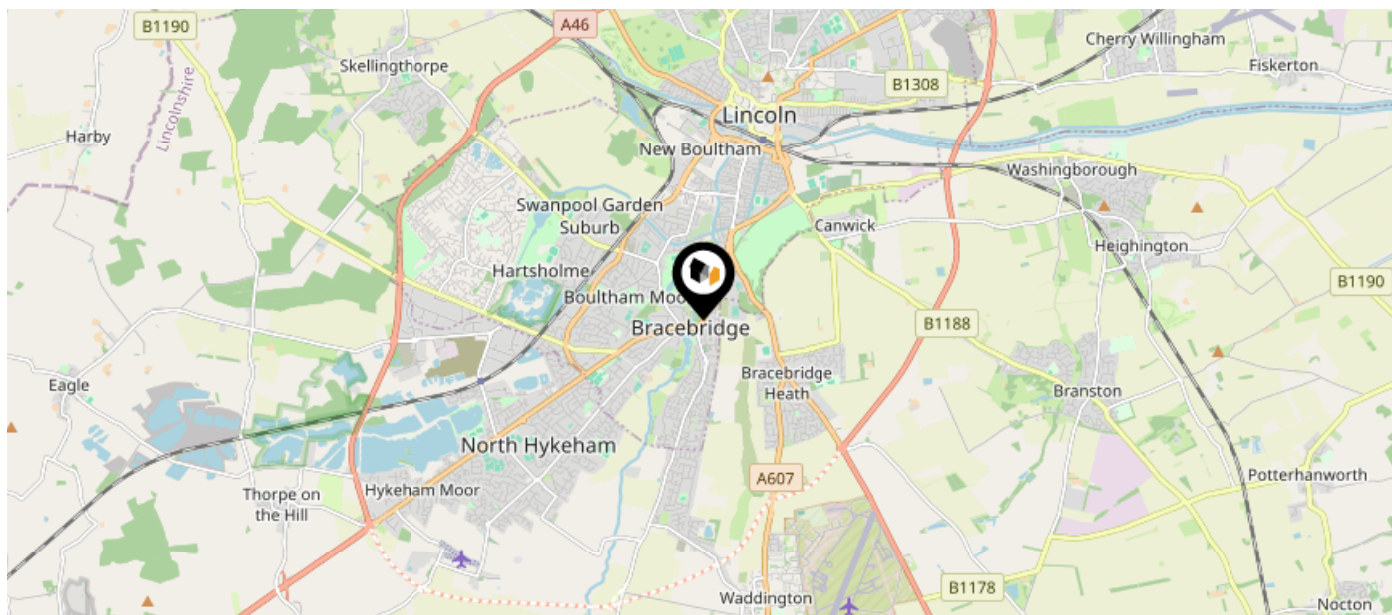 B1190
A46
Cherry Willingham
Skellingthorpe
Fiskerton
B1308
Lincolnshire
Lincoln
Harby
New Boultham
Washingborough
Swanpool Garden
Suburb
Canwick
Heighington
Hartsholme
B1190
Boultham Moo
Bracebridge
B1188
Bracebridge
Heath
Eagle
Branston
North Hykeham
A607
Potterhanworth
Hykeham Moor
Thorpe on
the Hill
B1178
Waddington
Nocton